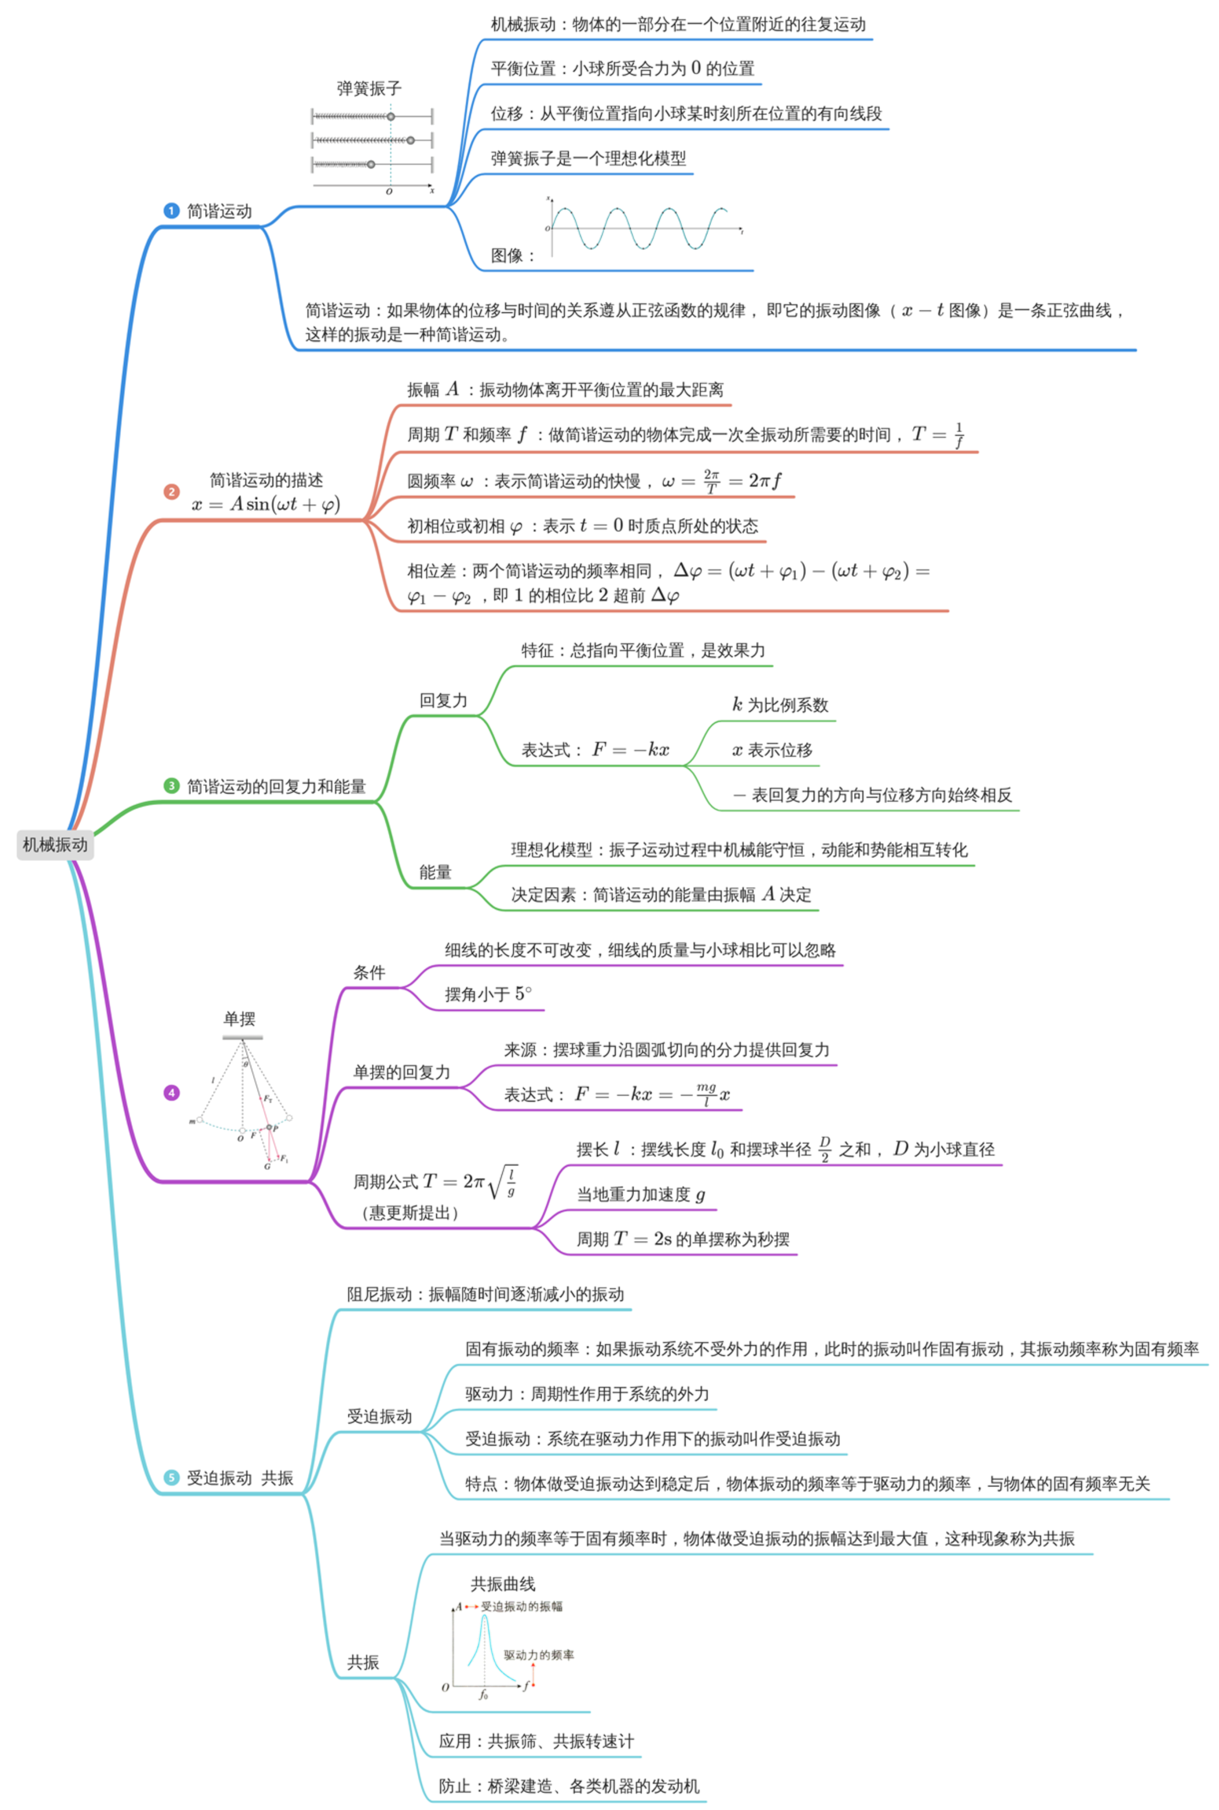 机械振动
1 简谐运动
弹簧振子
O x
机械振动：物体的一部分在一个位置附近的往复运动
平衡位置：小球所受合力为 0 的位置
位移：从平衡位置指向小球某时刻所在位置的有向线段
弹簧振子是一个理想化模型
图像：
x
O
t
简谐运动：如果物体的位移与时间的关系遵从正弦函数的规律， 即它的振动图像（ x − t 图像）是一条正弦曲线，
这样的振动是一种简谐运动。
2 简谐运动的描述
x = A sin(ωt + φ)
振幅 A ：振动物体离开平衡位置的最大距离
周期 T 和频率 f ：做简谐运动的物体完成一次全振动所需要的时间， T = 1/f
圆频率 ω ：表示简谐运动的快慢， ω = 2π/T = 2πf
初相位或初相 φ ：表示 t = 0 时质点所处的状态
相位差：两个简谐运动的频率相同， Δφ = (ωt + φ₁) − (ωt + φ₂) =
φ₁ − φ₂ ，即 1 的相位比 2 超前 Δφ
3 简谐运动的回复力和能量
回复力
特征：总指向平衡位置，是效果力
表达式： F = −kx
k 为比例系数
x 表示位移
− 表回复力的方向与位移方向始终相反
能量
理想化模型：振子运动过程中机械能守恒，动能和势能相互转化
决定因素：简谐运动的能量由振幅 A 决定
4
单摆
θ
l
F₂
m
O F P
G F₁
条件
细线的长度不可改变，细线的质量与小球相比可以忽略
摆角小于 5°
单摆的回复力
来源：摆球重力沿圆弧切向的分力提供回复力
表达式： F = −kx = −mg/l x
周期公式 T = 2π√(l/g)
（惠更斯提出）
摆长 l ：摆线长度 l₀ 和摆球半径 D/2 之和， D 为小球直径
当地重力加速度 g
周期 T = 2s 的单摆称为秒摆
5 受迫振动 共振
阻尼振动：振幅随时间逐渐减小的振动
受迫振动
固有振动的频率：如果振动系统不受外力的作用，此时的振动叫作固有振动，其振动频率称为固有频率
驱动力：周期性作用于系统的外力
受迫振动：系统在驱动力作用下的振动叫作受迫振动
特点：物体做受迫振动达到稳定后，物体振动的频率等于驱动力的频率，与物体的固有频率无关
共振
当驱动力的频率等于固有频率时，物体做受迫振动的振幅达到最大值，这种现象称为共振
共振曲线
A 受迫振动的振幅
驱动力的频率
O f₀ f
应用：共振筛、共振转速计
防止：桥梁建造、各类机器的发动机